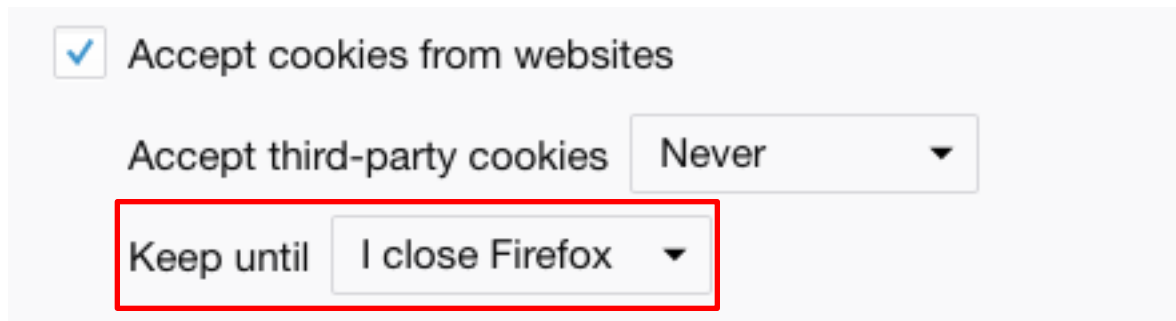 Accept cookies from websites
Accept third-party cookies Never
Keep until I close Firefox